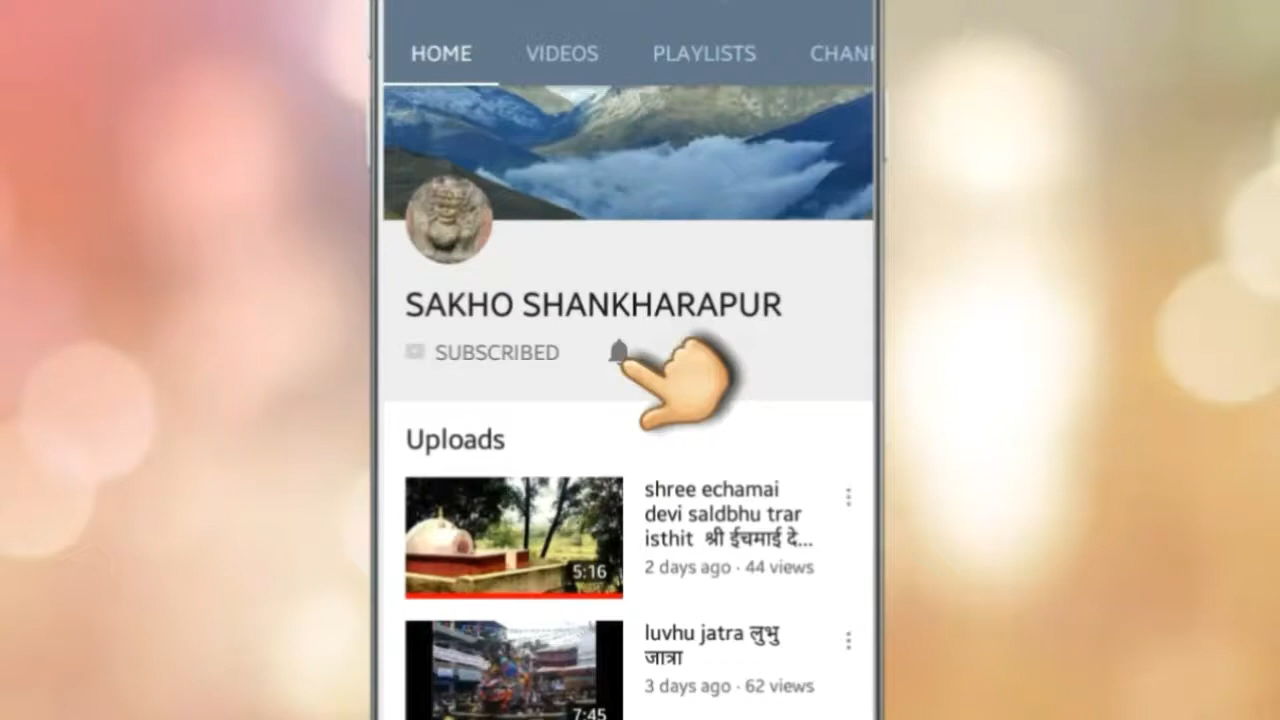 HOME VIDEOS PLAYLISTS CHAN
SAKHO SHANKHARAPUR
SUBSCRIBED
Uploads
shree echamai
devi saldbhu trar
isthit श्री ईचमाई दे...
5:16
2 days ago · 44 views
luvhu jatra लुभु
जात्रा
3 days ago · 62 views
7:45